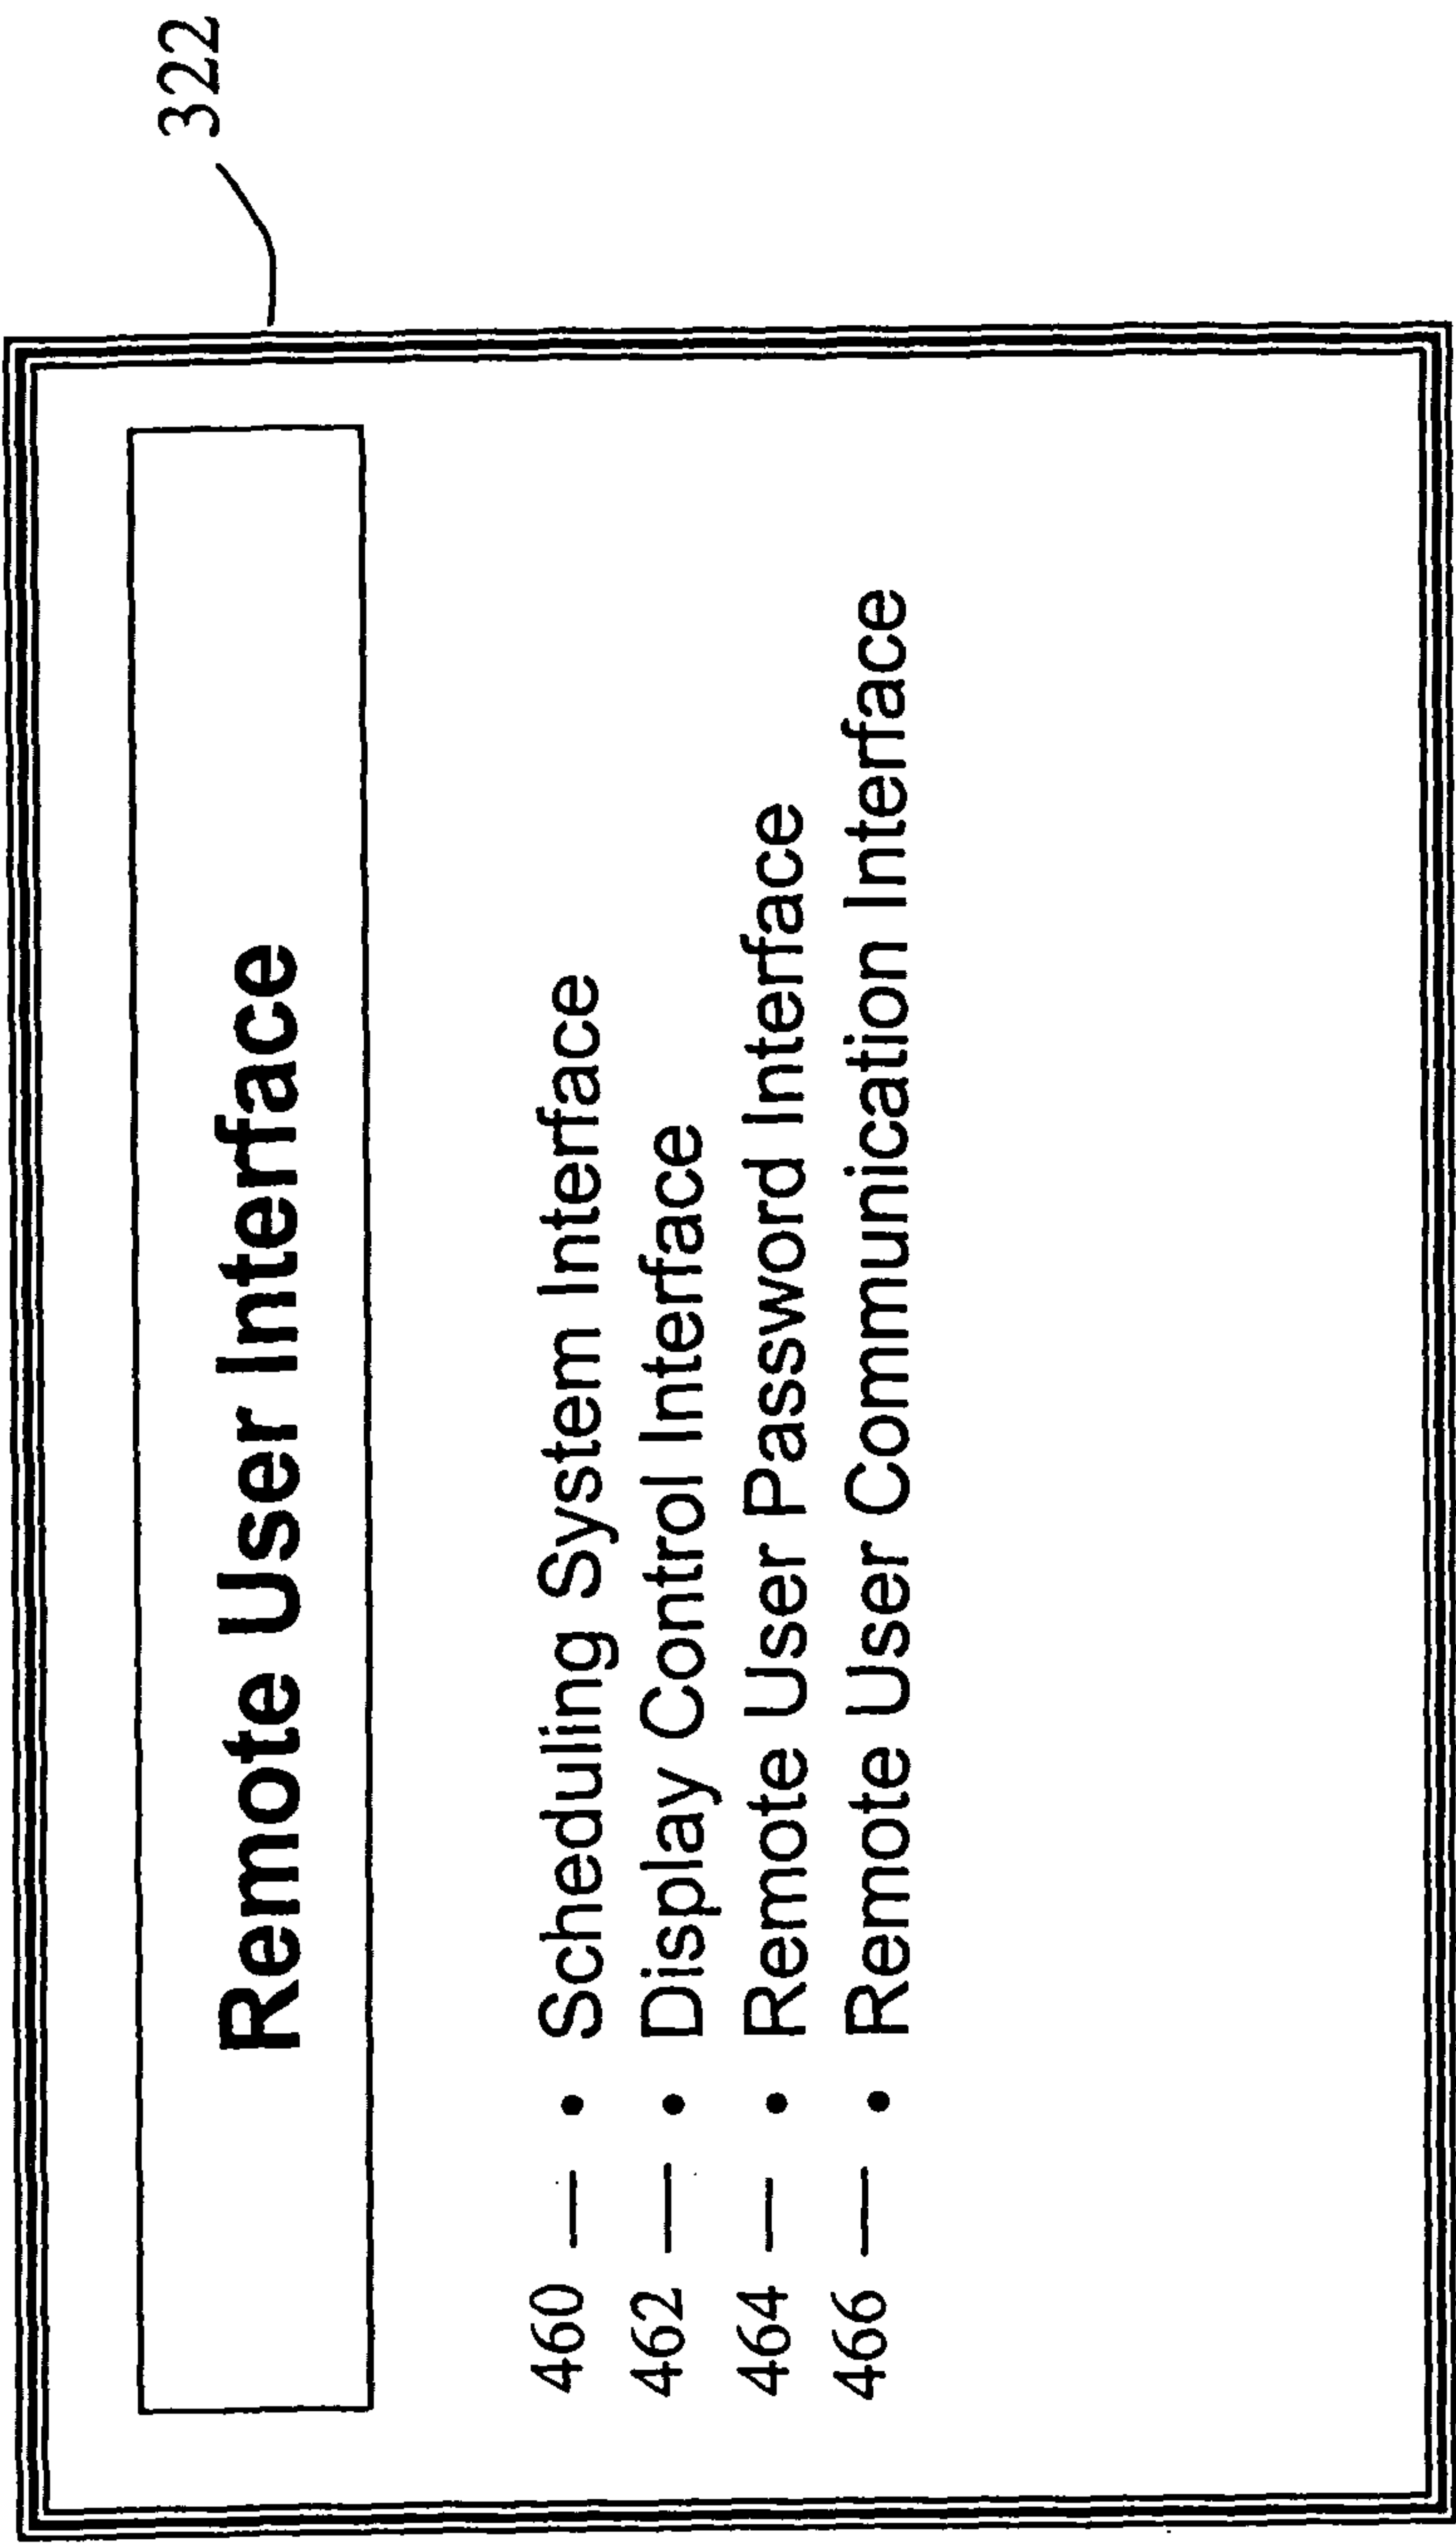 322
Remote User Interface
460 — • Scheduling System Interface
462 — • Display Control Interface
464 — • Remote User Password Interface
466 — • Remote User Communication Interface